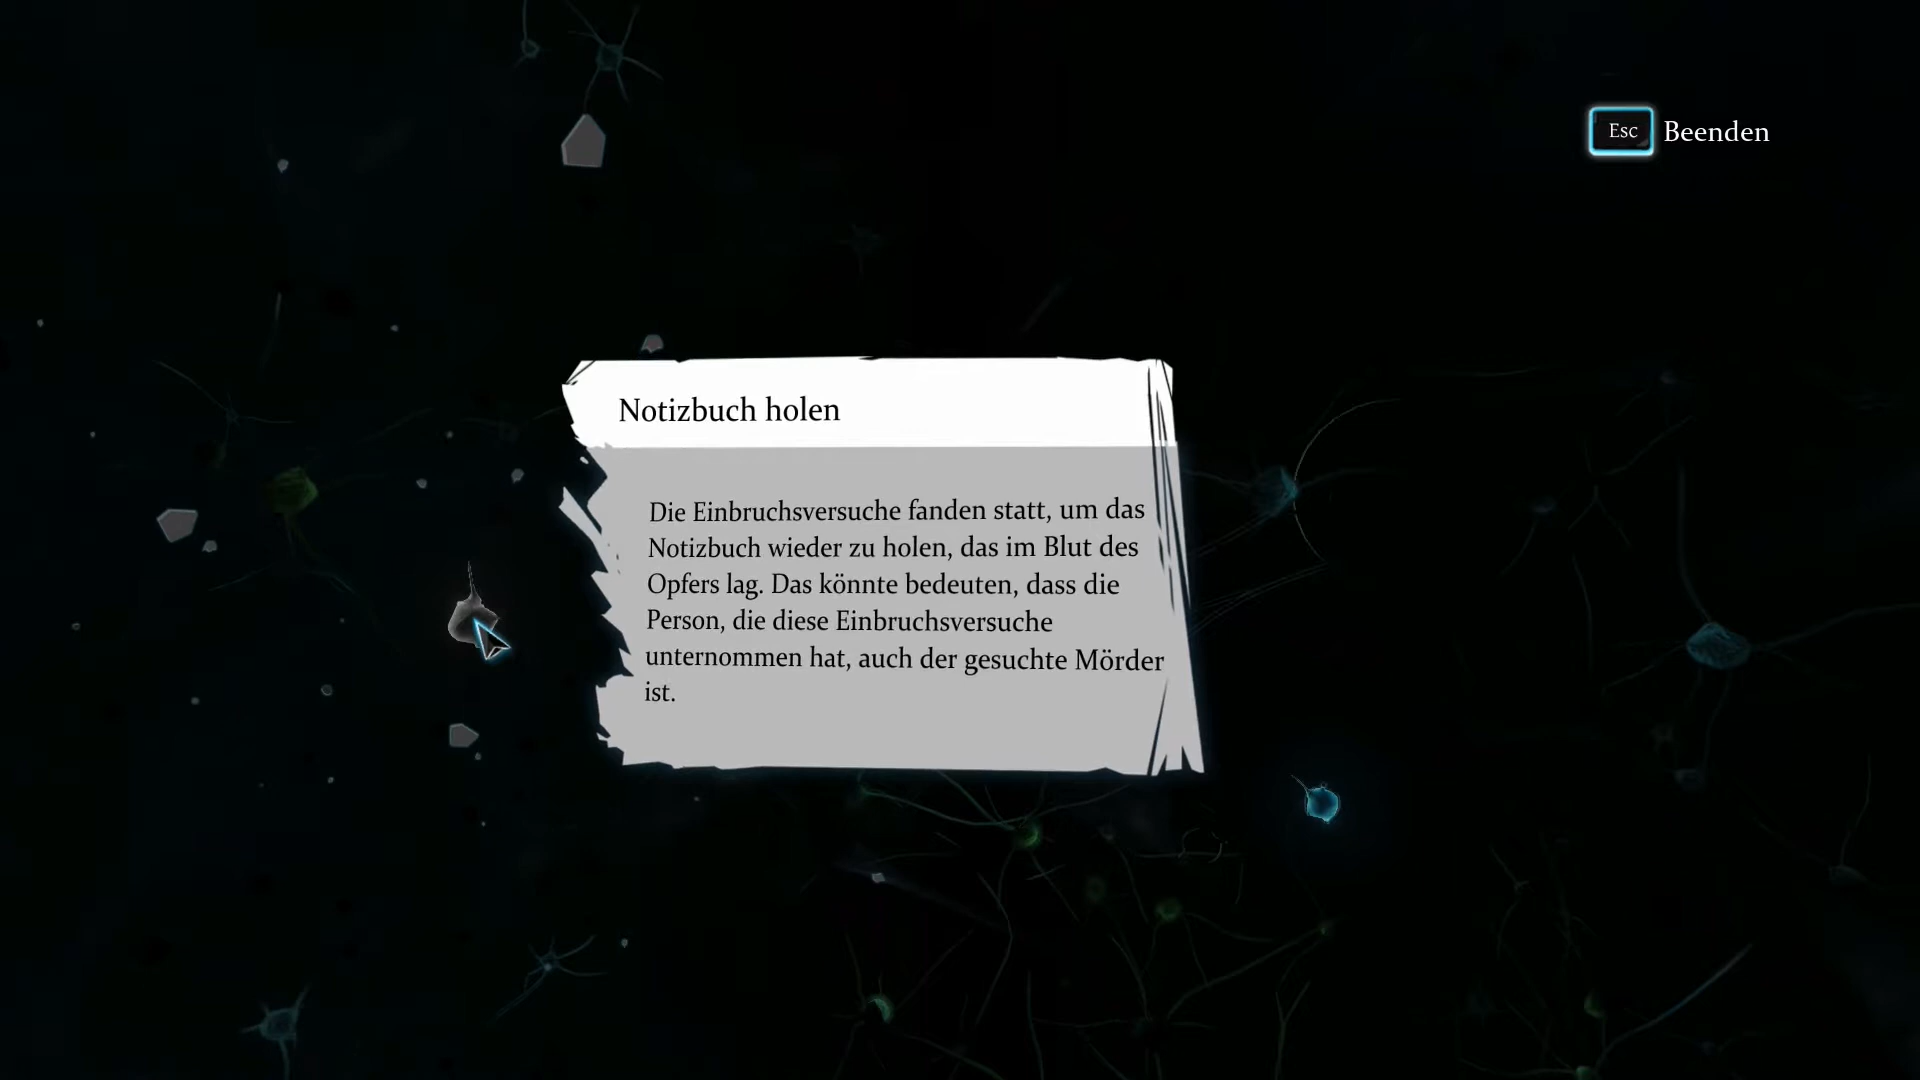 Esc Beenden
Notizbuch holen
Die Einbruchsversuche fanden statt, um das
Notizbuch wieder zu holen, das im Blut des
Opfers lag. Das könnte bedeuten, dass die
Person, die diese Einbruchsversuche
unternommen hat, auch der gesuchte Mörder
ist.